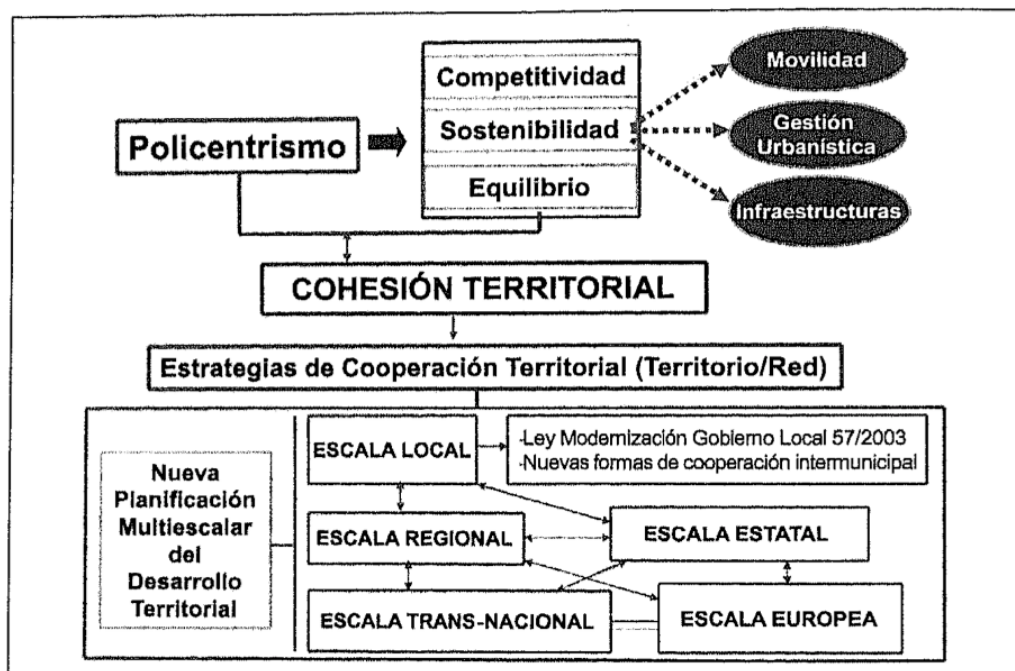 Competitividad
Movilidad
Policentrismo
Sostenibilidad
Gestión
Urbanística
Equilibrio
Infraestructuras
COHESIÓN TERRITORIAL
Estrategias de Cooperación Territorial (Territorio/Red)
Nueva
Planificación
Multiescalar
del
Desarrollo
Territorial
ESCALA LOCAL
-Ley Modernización Gobierno Local 57/2003
-Nuevas formas de cooperación intermunicipal
ESCALA REGIONAL
ESCALA ESTATAL
ESCALA TRANS-NACIONAL
ESCALA EUROPEA